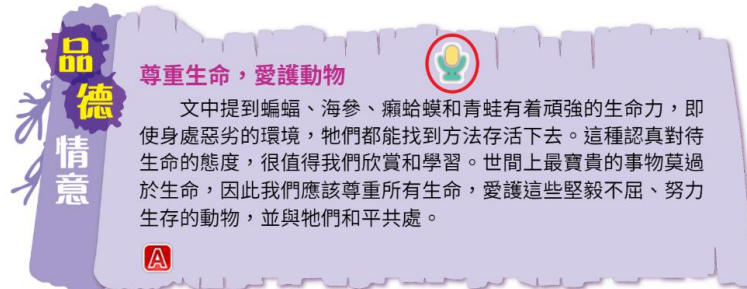 品德情意
尊重生命，愛護動物
文中提到蝙蝠、海參、癩蛤蟆和青蛙有着頑強的生命力，即
使身處惡劣的環境，牠們都能找到方法存活下去。這種認真對待
生命的態度，很值得我們欣賞和學習。世間上最寶貴的事物莫過
於生命，因此我們應該尊重所有生命，愛護這些堅毅不屈、努力
生存的動物，並與牠們和平共處。
A